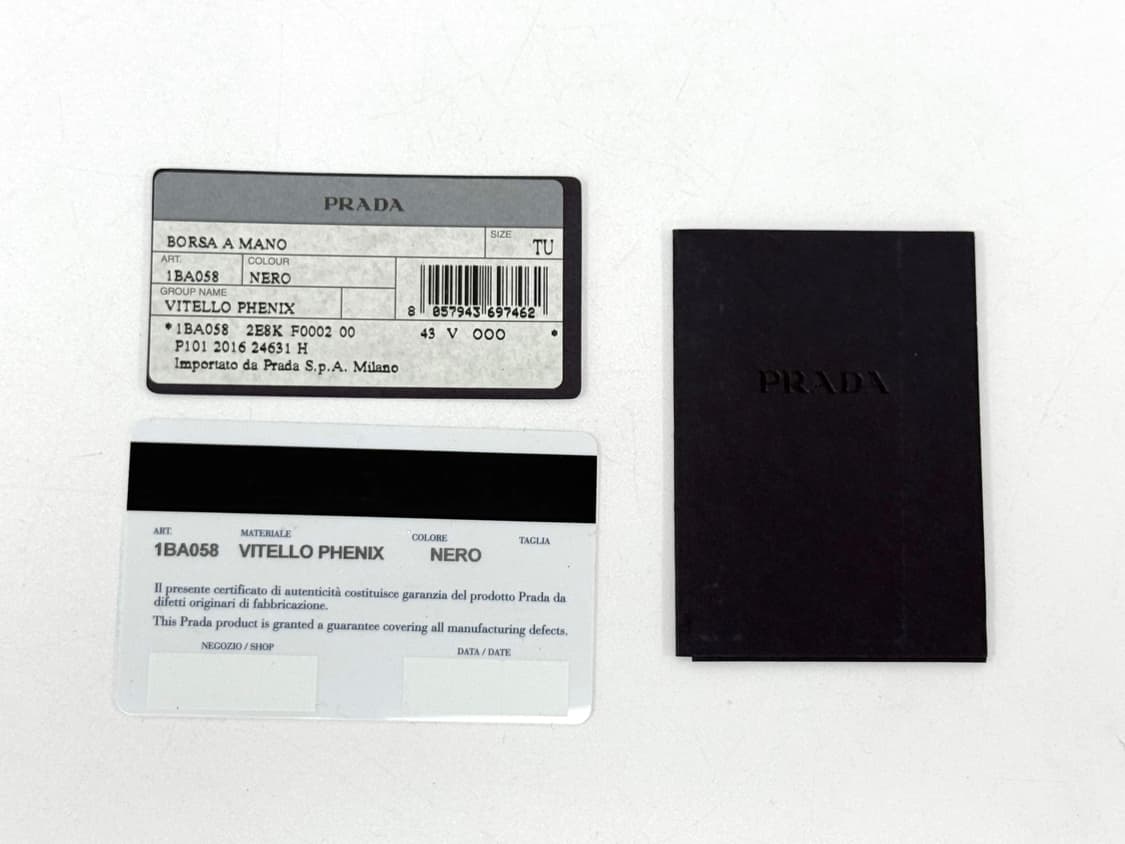 PRADA
BORSA A MANO
SIZE
TU
ART.
1BA058
COLOUR
NERO
GROUP NAME
VITELLO PHENIX
8 057943 697462
*1BA058 2E8K F0002 00 43 V OOO *
P101 2016 24631 H
Importato da Prada S.p.A. Milano
PRADA
ART. MATERIALE COLORE TAGLIA
1BA058 VITELLO PHENIX NERO
Il presente certificato di autenticità costituisce garanzia del prodotto Prada da
difetti originari di fabbricazione.
This Prada product is granted a guarantee covering all manufacturing defects.
NEGOZIO / SHOP DATA / DATE